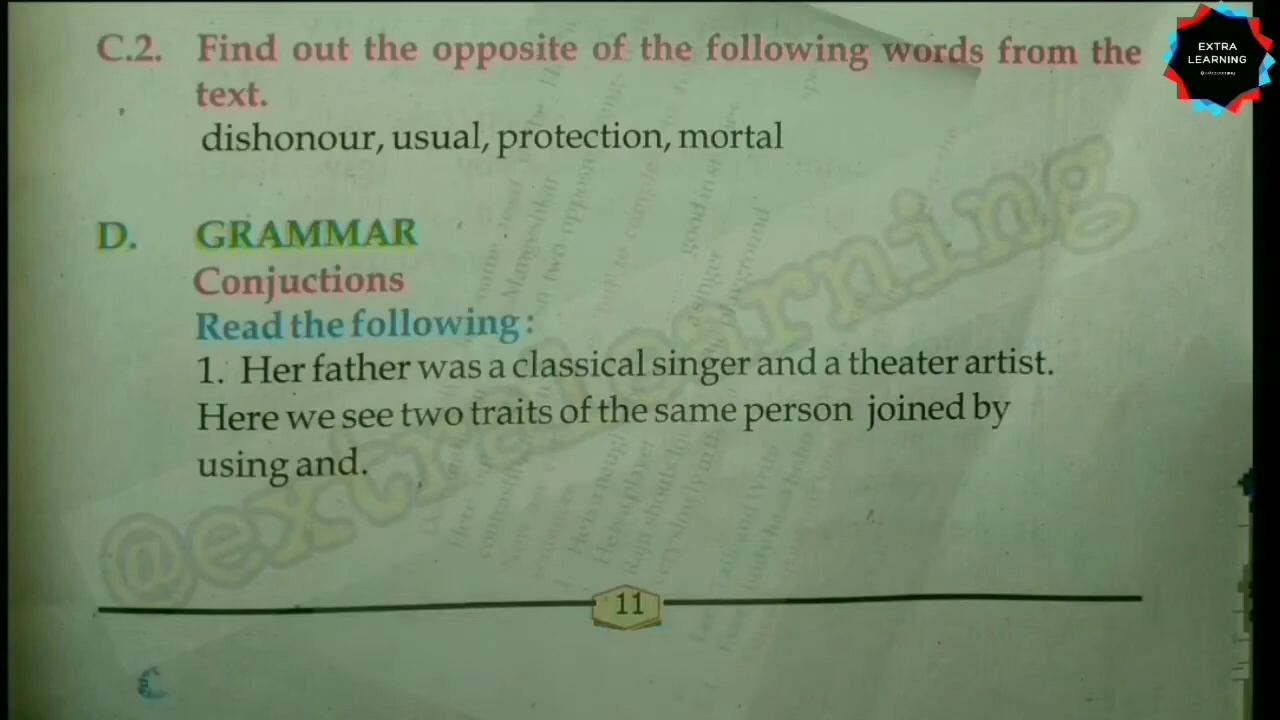 C.2. Find out the opposite of the following words from the
text.
dishonour, usual, protection, mortal
D. GRAMMAR
Conjuctions
Read the following:
1. Her father was a classical singer and a theater artist.
Here we see two traits of the same person joined by
using and.
11
EXTRA
LEARNING
@extralearning